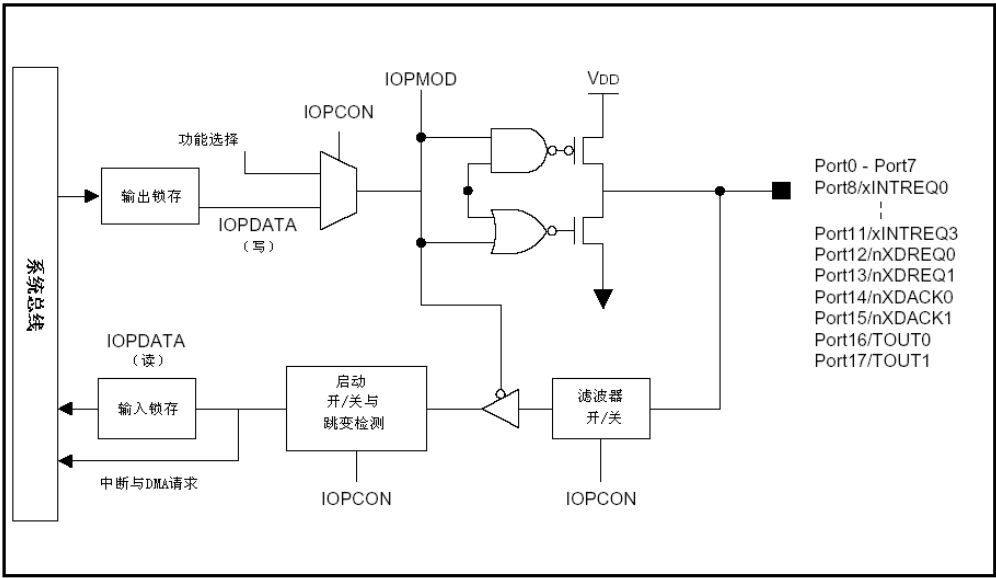 IOPMOD
VDD
IOPCON
功能选择
输出锁存
IOPDATA
（写）
Port0 - Port7
Port8/xINTREQ0
Port11/xINTREQ3
Port12/nXDREQ0
Port13/nXDREQ1
Port14/nXDACK0
Port15/nXDACK1
Port16/TOUT0
Port17/TOUT1
系统总线
IOPDATA
（读）
输入锁存
启动
开/关与
跳变检测
滤波器
开/关
中断与DMA请求
IOPCON
IOPCON